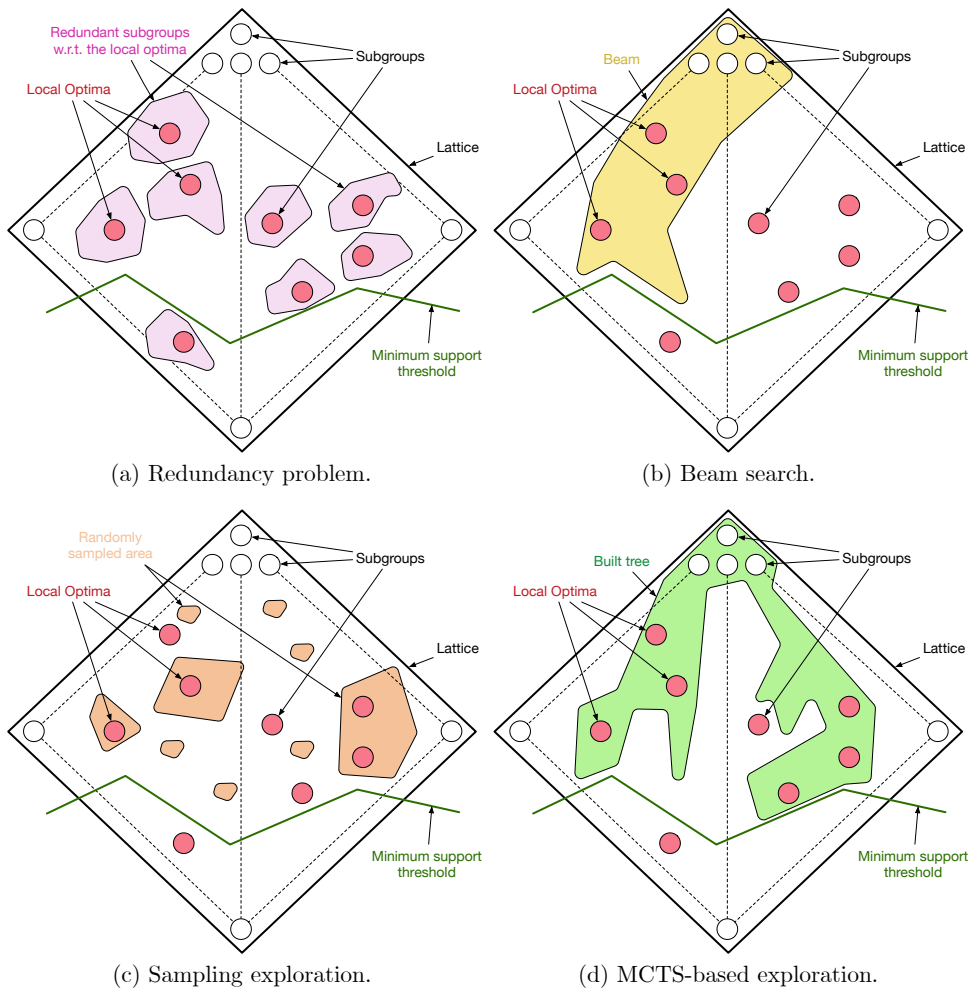 Redundant subgroups
w.r.t. the local optima
Subgroups
Local Optima
Lattice
Minimum support
threshold
(a) Redundancy problem.
Beam
Subgroups
Local Optima
Lattice
Minimum support
threshold
(b) Beam search.
Randomly
sampled area
Subgroups
Local Optima
Lattice
Minimum support
threshold
(c) Sampling exploration.
Built tree
Subgroups
Local Optima
Lattice
Minimum support
threshold
(d) MCTS-based exploration.